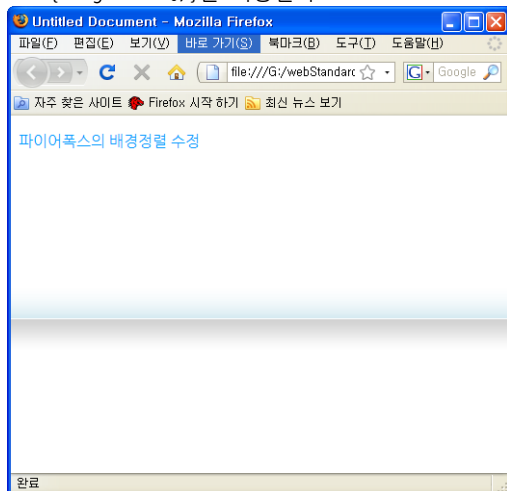 Untitled Document - Mozilla Firefox
파일(F) 편집(E) 보기(V) 바로 가기(S) 북마크(B) 도구(T) 도움말(H)
file:///G:/webStandarc G Google
자주 찾은 사이트 Firefox 시작 하기 최신 뉴스 보기
파이어폭스의 배경정렬 수정
완료